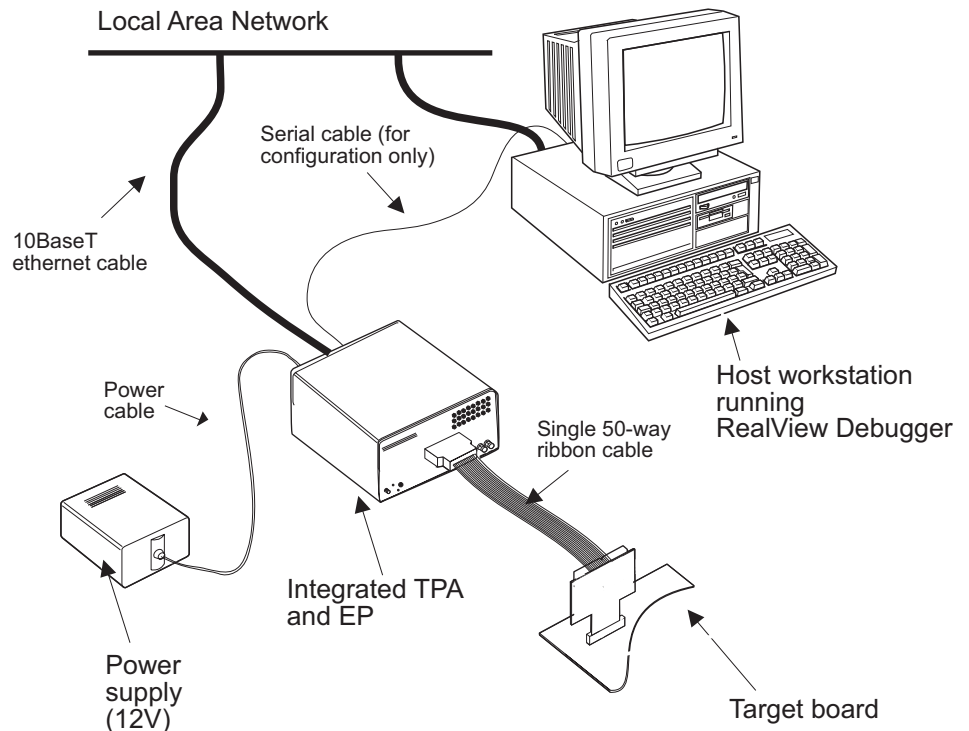 Local Area Network
Serial cable (for
configuration only)
10BaseT
ethernet cable
Host workstation
running
RealView Debugger
Power
cable
Single 50-way
ribbon cable
Integrated TPA
and EP
Power
supply
(12V)
Target board